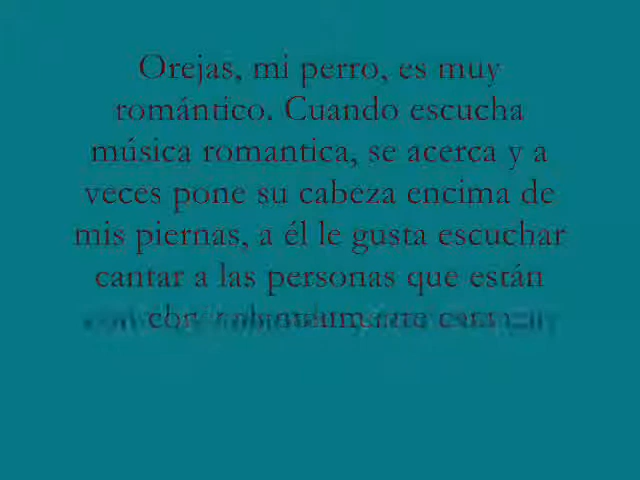 Orejas, mi perro, es muy
romántico. Cuando escucha
música romantica, se acerca y a
veces pone su cabeza encima de
mis piernas, a él le gusta escuchar
cantar a las personas que están